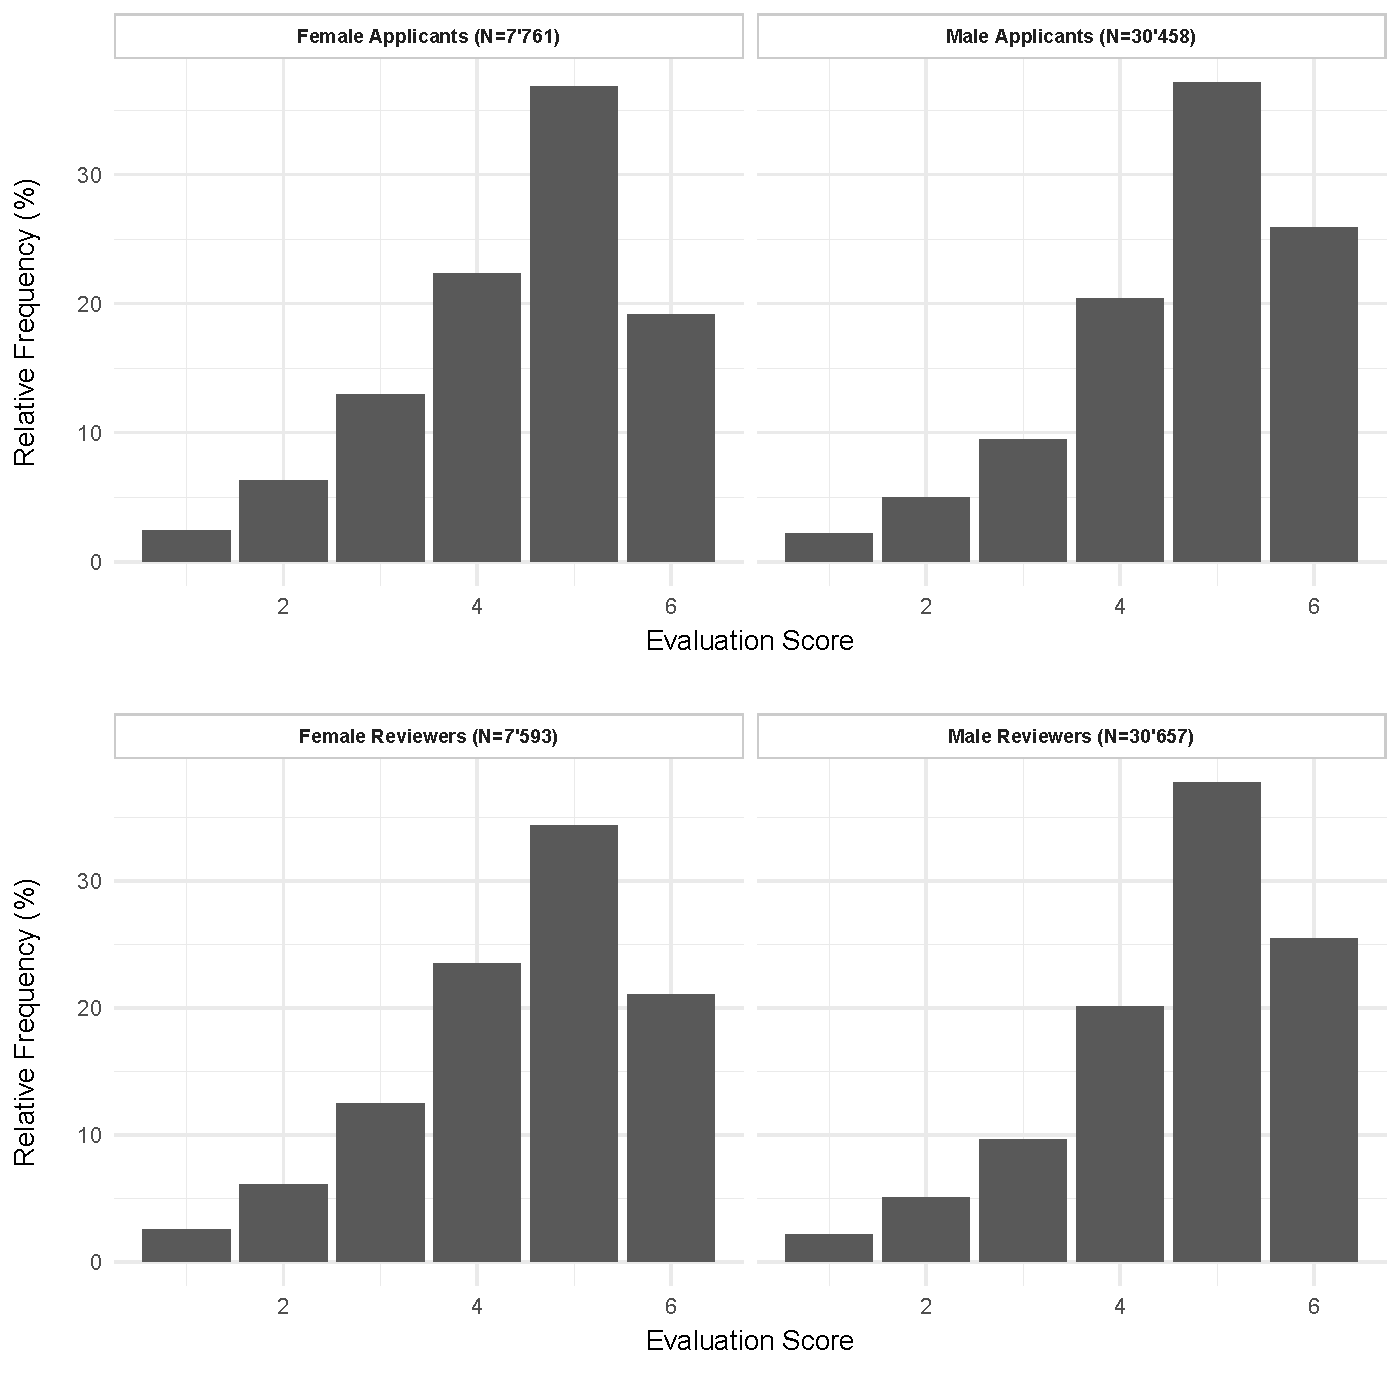 Female Applicants (N=7'761)
Male Applicants (N=30'458)
Relative Frequency (%)
30
20
10
0
2
4
6
2
4
6
Evaluation Score
Female Reviewers (N=7'593)
Male Reviewers (N=30'657)
Relative Frequency (%)
30
20
10
0
2
4
6
2
4
6
Evaluation Score